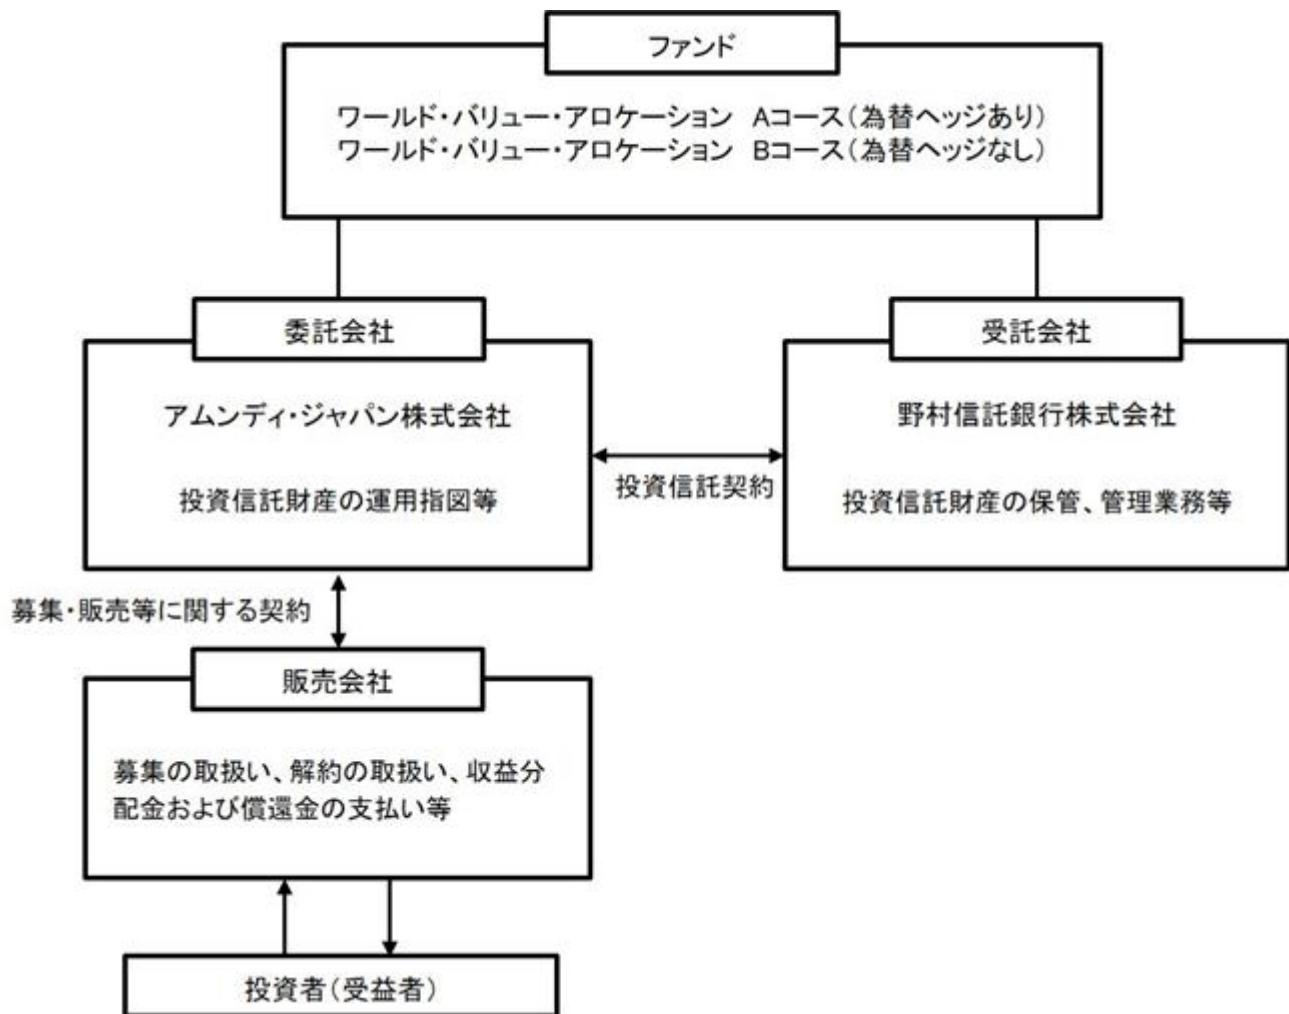 ファンド
ワールド・バリュー・アロケーション Aコース(為替ヘッジあり)
ワールド・バリュー・アロケーション Bコース(為替ヘッジなし)
委託会社
アムンディ・ジャパン株式会社
投資信託財産の運用指図等
投資信託契約
受託会社
野村信託銀行株式会社
投資信託財産の保管、管理業務等
募集・販売等に関する契約
販売会社
募集の取扱い、解約の取扱い、収益分
配金および償還金の支払い等
投資者(受益者)